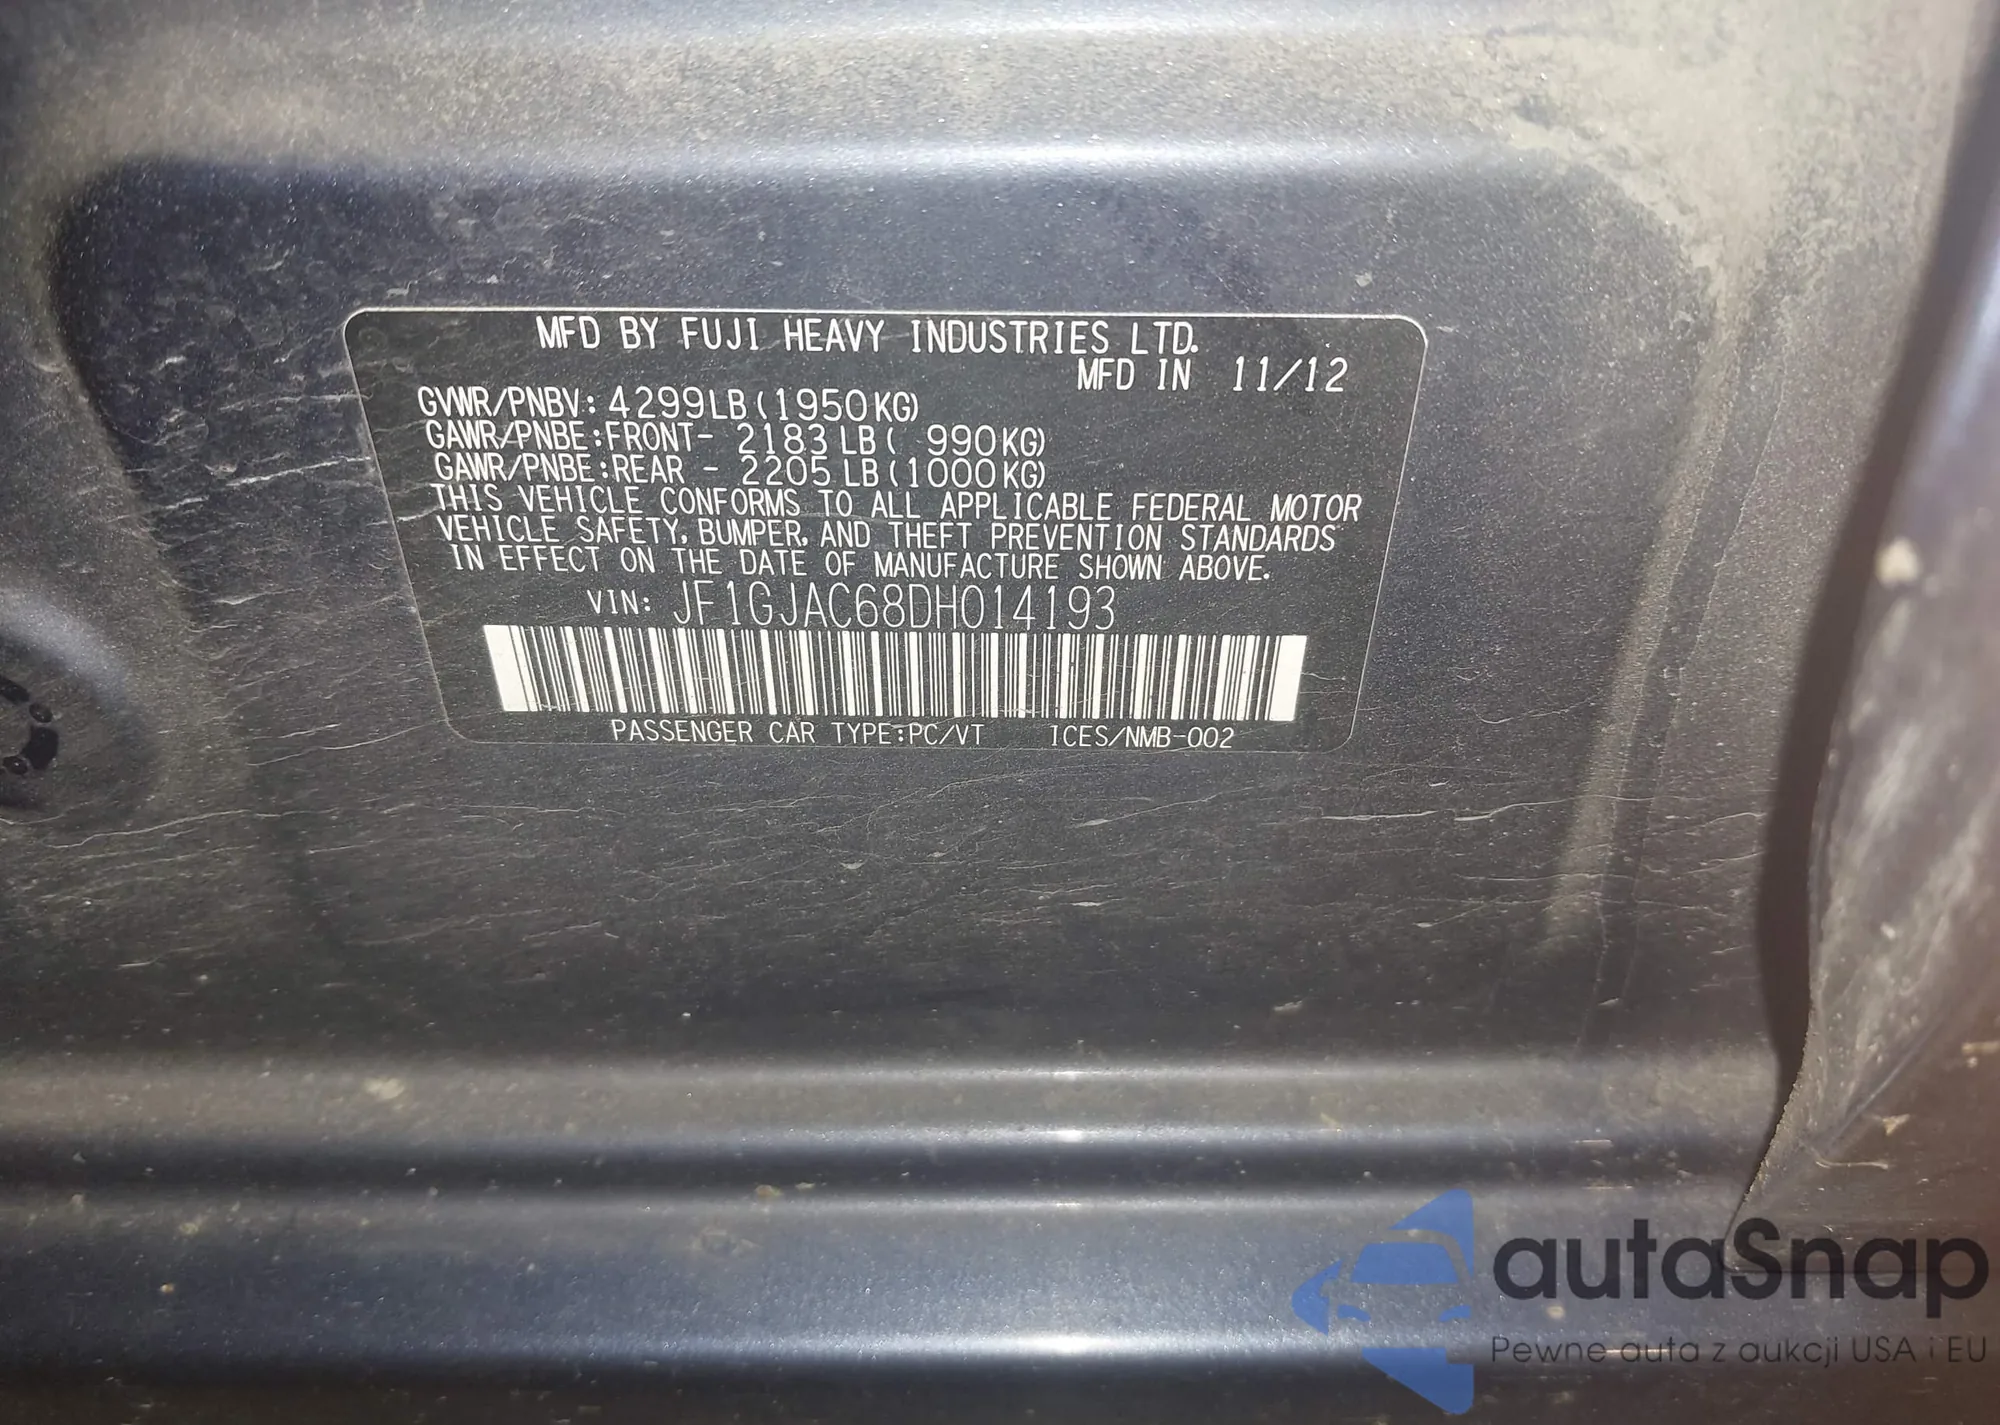 MFD BY FUJI HEAVY INDUSTRIES LTD.
MFD IN 11/12
GVWR/PNBV: 4299LB (1950KG)
GAWR/PNBE:FRONT- 2183 LB ( 990KG)
GAWR/PNBE:REAR - 2205 LB (1000KG)
THIS VEHICLE CONFORMS TO ALL APPLICABLE FEDERAL MOTOR
VEHICLE SAFETY, BUMPER, AND THEFT PREVENTION STANDARDS
IN EFFECT ON THE DATE OF MANUFACTURE SHOWN ABOVE.
VIN: JF1GJAC68DH014193
PASSENGER CAR TYPE:PC/VT 1CES/NMB-002
autaSnap
Pewne auta z aukcji USA i EU